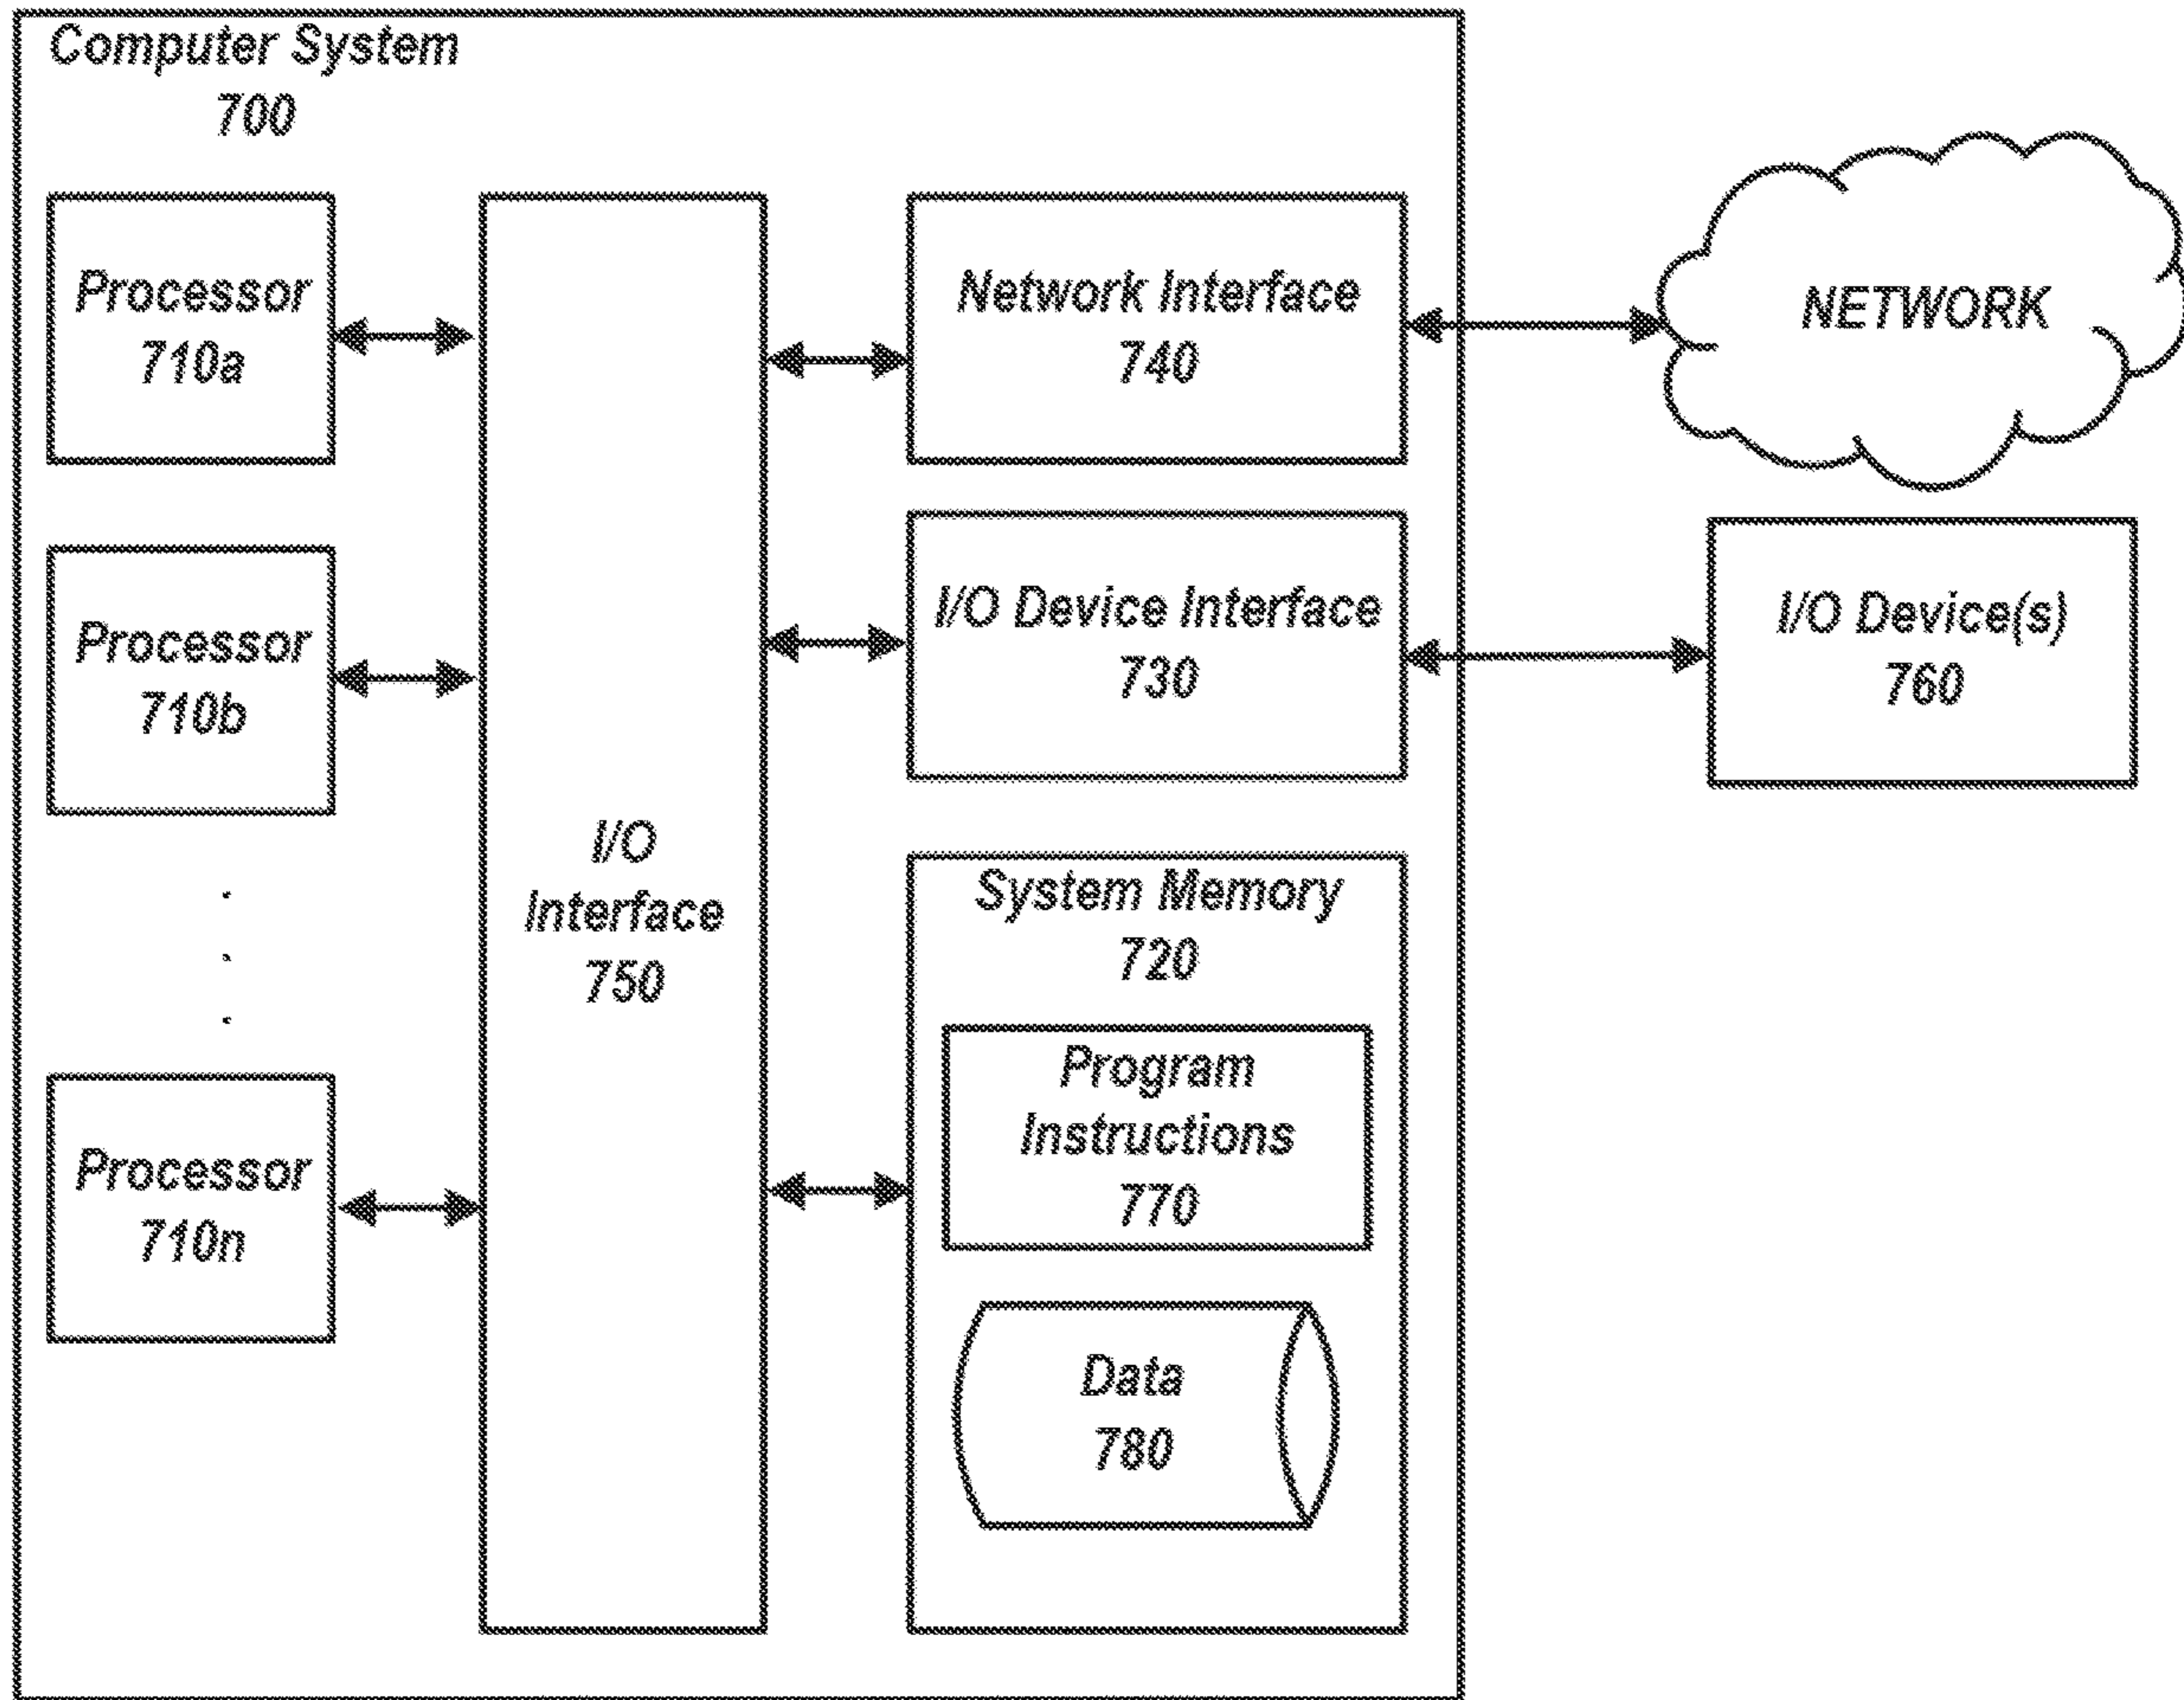 Computer System
700
Processor
710a
Network Interface
740
NETWORK
Processor
710b
I/O Device Interface
730
I/O Device(s)
760
I/O
Interface
750
System Memory
720
Program
Instructions
770
Processor
710n
Data
780